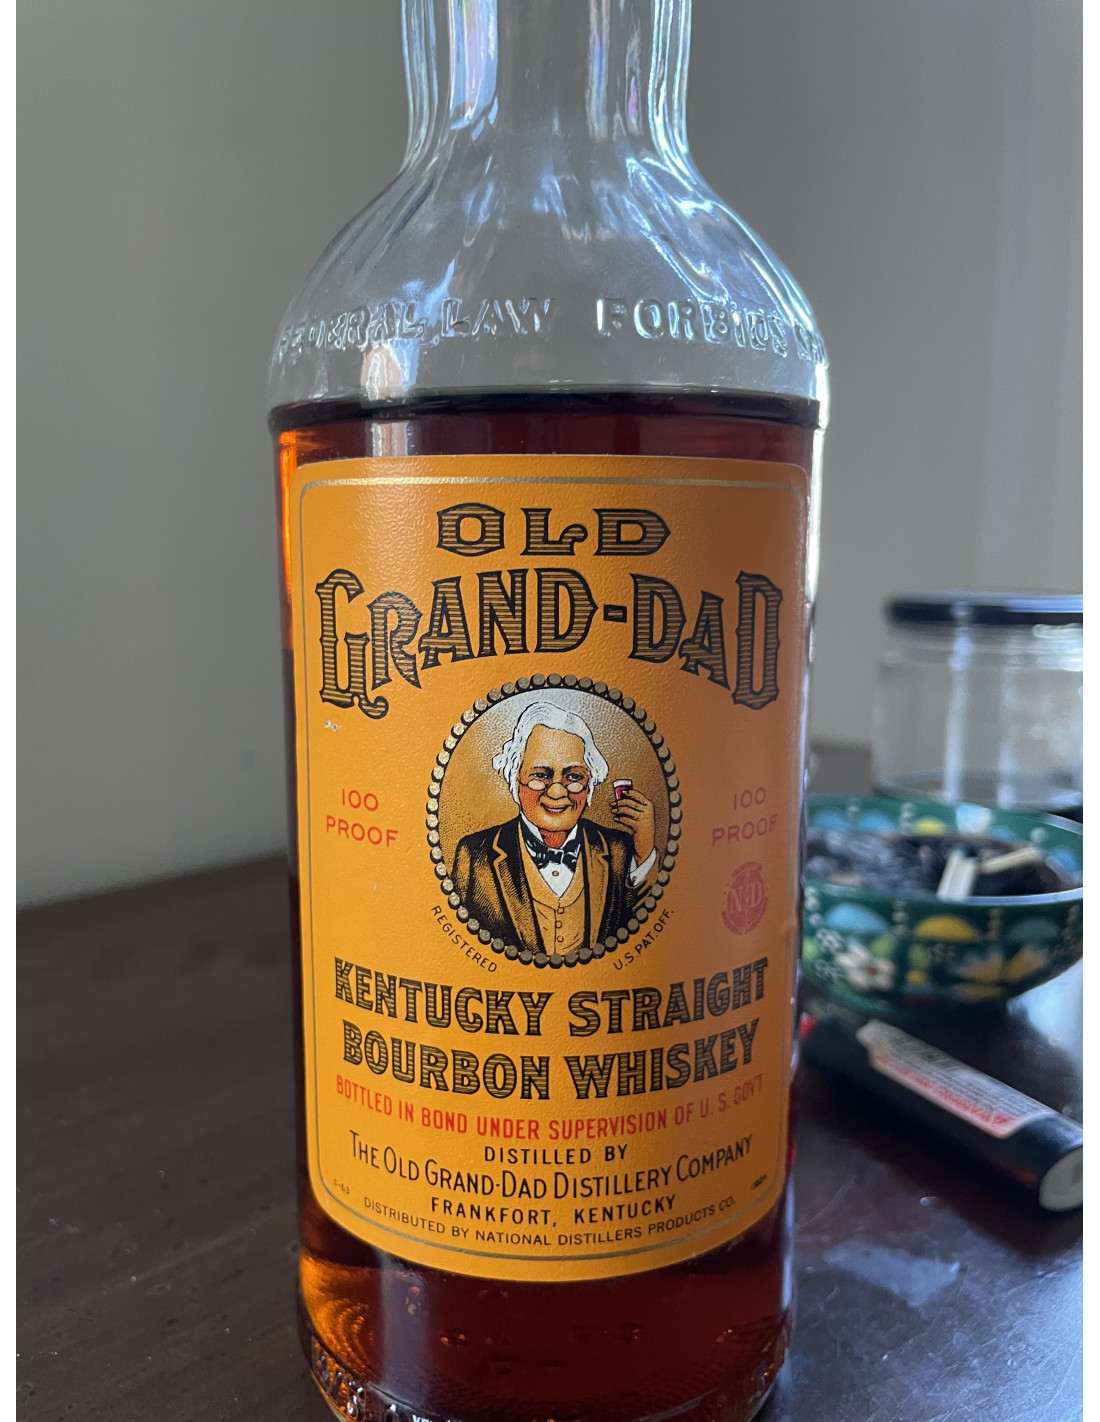 FEDERAL LAW FORBIDS
OLD
GRAND-DAD
100
PROOF
100
PROOF
ND
REGISTERED
U.S. PAT. OFF.
KENTUCKY STRAIGHT
BOURBON WHISKEY
BOTTLED IN BOND UNDER SUPERVISION OF U. S. GOV'T
DISTILLED BY
THE OLD GRAND-DAD DISTILLERY COMPANY
FRANKFORT, KENTUCKY
DISTRIBUTED BY NATIONAL DISTILLERS PRODUCTS CO.
C-63